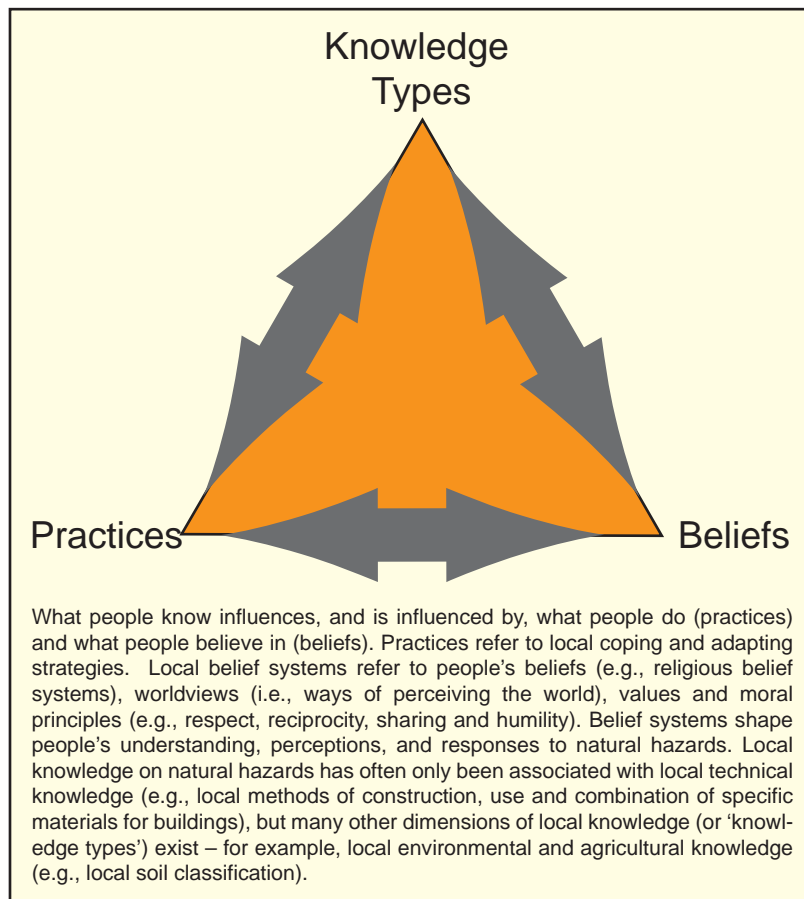 Knowledge
Types
Practices
Beliefs
What people know influences, and is influenced by, what people do (practices)
and what people believe in (beliefs). Practices refer to local coping and adapting
strategies.  Local belief systems refer to people's beliefs (e.g., religious belief
systems), worldviews (i.e., ways of perceiving the world), values and moral
principles (e.g., respect, reciprocity, sharing and humility). Belief systems shape
people's understanding, perceptions, and responses to natural hazards. Local
knowledge on natural hazards has often only been associated with local technical
knowledge (e.g., local methods of construction, use and combination of specific
materials for buildings), but many other dimensions of local knowledge (or 'knowl-
edge types') exist – for example, local environmental and agricultural knowledge
(e.g., local soil classification).